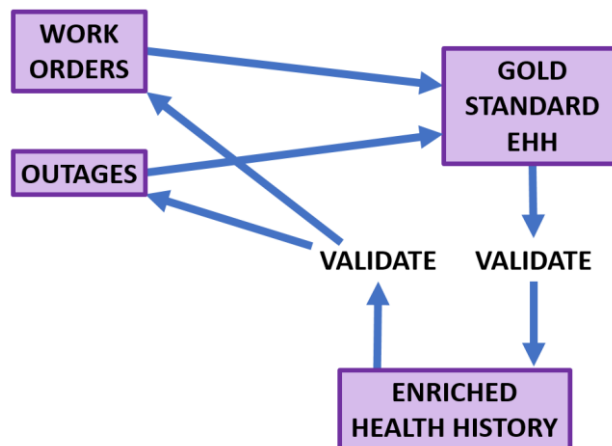 WORK
ORDERS
GOLD
STANDARD
EHH
OUTAGES
VALIDATE
VALIDATE
ENRICHED
HEALTH HISTORY